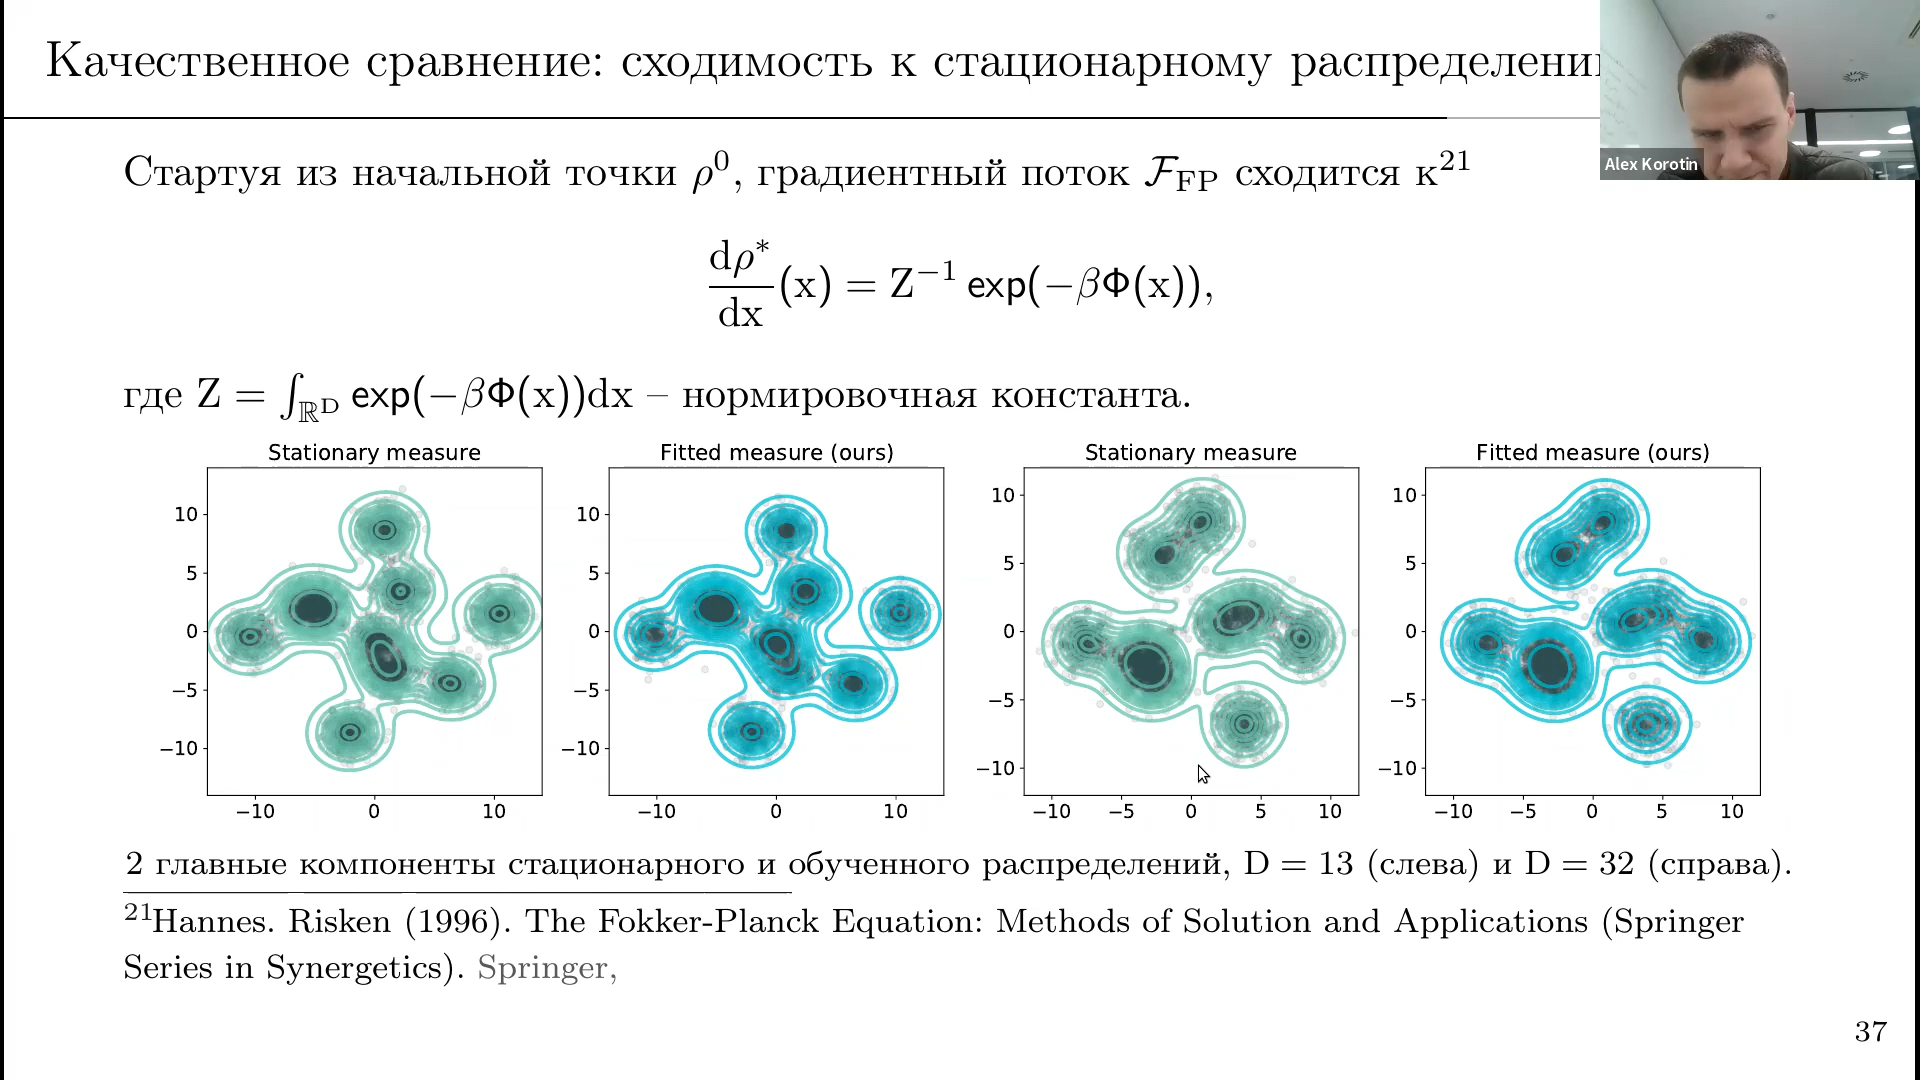 Качественное сравнение: сходимость к стационарному
Alex Korotin
Стартуя из начальной точки ρ⁰, градиентный поток ℱ_FP сходится к²¹
dρ*/dx (x) = Z⁻¹ exp(−βΦ(x)),
где Z = ∫_ℝᴰ exp(−βΦ(x))dx – нормировочная константа.
Stationary measure Fitted measure (ours) Stationary measure Fitted measure (ours)
10 10 10 10
5 5 5 5
0 0 0 0
−5 −5 −5 −5
−10 −10 −10 −10
−10 0 10 −10 0 10 −10 −5 0 5 10 −10 −5 0 5 10
2 главные компоненты стационарного и обученного распределений, D = 13 (слева) и D = 32 (справа).
²¹Hannes. Risken (1996). The Fokker-Planck Equation: Methods of Solution and Applications (Springer
Series in Synergetics). Springer,
37